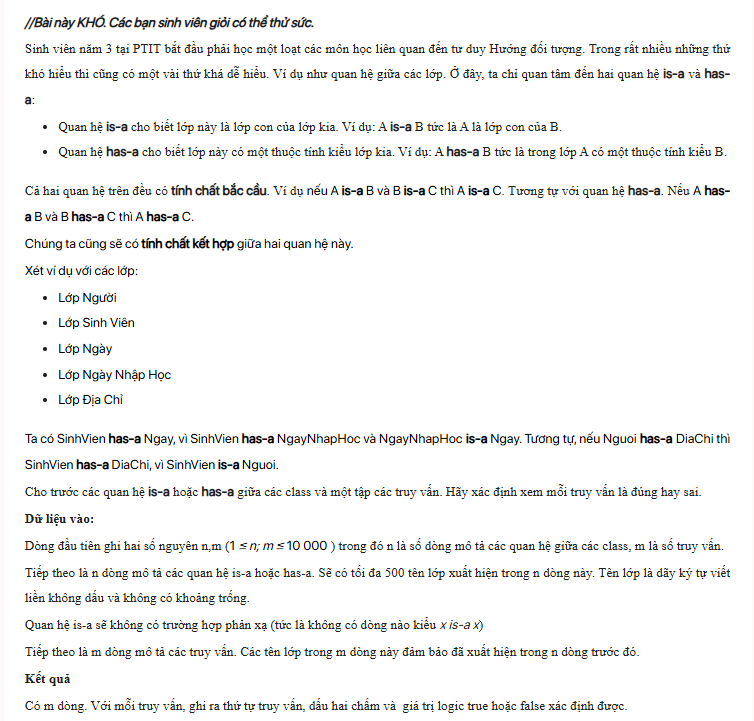 //Bài này KHÓ. Các bạn sinh viên giỏi có thể thử sức.
Sinh viên năm 3 tại PTIT bắt đầu phải học một loạt các môn học liên quan đến tư duy Hướng đối tượng. Trong rất nhiều những thứ
khó hiểu thì cũng có một vài thứ khá dễ hiểu. Ví dụ như quan hệ giữa các lớp. Ở đây, ta chỉ quan tâm đến hai quan hệ is-a và has-
a:
• Quan hệ is-a cho biết lớp này là lớp con của lớp kia. Ví dụ: A is-a B tức là A là lớp con của B.
• Quan hệ has-a cho biết lớp này có một thuộc tính kiểu lớp kia. Ví dụ: A has-a B tức là trong lớp A có một thuộc tính kiểu B.
Cả hai quan hệ trên đều có tính chất bắc cầu. Ví dụ nếu A is-a B và B is-a C thì A is-a C. Tương tự với quan hệ has-a. Nếu A has-
a B và B has-a C thì A has-a C.
Chúng ta cũng sẽ có tính chất kết hợp giữa hai quan hệ này.
Xét ví dụ với các lớp:
• Lớp Người
• Lớp Sinh Viên
• Lớp Ngày
• Lớp Ngày Nhập Học
• Lớp Địa Chỉ
Ta có SinhVien has-a Ngay, vì SinhVien has-a NgayNhapHoc và NgayNhapHoc is-a Ngay. Tương tự, nếu Nguoi has-a DiaChi thì
SinhVien has-a DiaChi, vì SinhVien is-a Nguoi.
Cho trước các quan hệ is-a hoặc has-a giữa các class và một tập các truy vấn. Hãy xác định xem mỗi truy vấn là đúng hay sai.
Dữ liệu vào:
Dòng đầu tiên ghi hai số nguyên n,m (1 ≤ n; m ≤ 10 000 ) trong đó n là số dòng mô tả các quan hệ giữa các class, m là số truy vấn.
Tiếp theo là n dòng mô tả các quan hệ is-a hoặc has-a. Sẽ có tối đa 500 tên lớp xuất hiện trong n dòng này. Tên lớp là dãy ký tự viết
liền không dấu và không có khoảng trống.
Quan hệ is-a sẽ không có trường hợp phản xạ (tức là không có dòng nào kiểu x is-a x)
Tiếp theo là m dòng mô tả các truy vấn. Các tên lớp trong m dòng này đảm bảo đã xuất hiện trong n dòng trước đó.
Kết quả
Có m dòng. Với mỗi truy vấn, ghi ra thứ tự truy vấn, dấu hai chấm và giá trị logic true hoặc false xác định được.